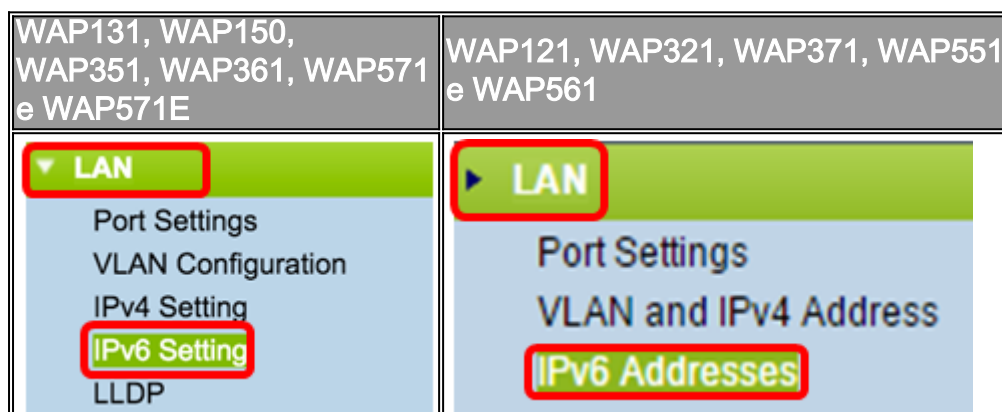 WAP131, WAP150,
WAP351, WAP361, WAP571
e WAP571E
WAP121, WAP321, WAP371, WAP551
e WAP561
LAN
Port Settings
VLAN Configuration
IPv4 Setting
IPv6 Setting
LLDP
LAN
Port Settings
VLAN and IPv4 Address
IPv6 Addresses